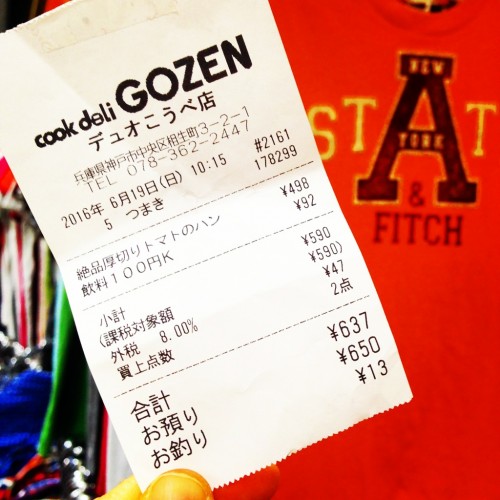 cook deli GOZEN
デュオこうべ店
兵庫県神戸市中央区相生町3-2-1
TEL 078-362-2447
2016年 6月19日(日) 10:15 #2161
5 つまき 178299
絶品厚切りトマトのハン ¥498
飲料100円K ¥92
小計 ¥590
(課税対象額 ¥590)
外税 8.00% ¥47
買上点数 2点
合計 ¥637
お預り ¥650
お釣り ¥13
NEW
STAT
A
YORK
&
FITCH